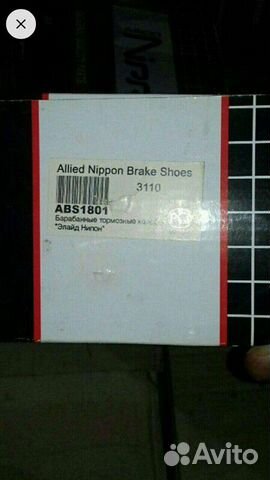 Allied Nippon Brake Shoes
3110
ABS1801
Барабанные тормозные
"Элайд Нипон"
Avito